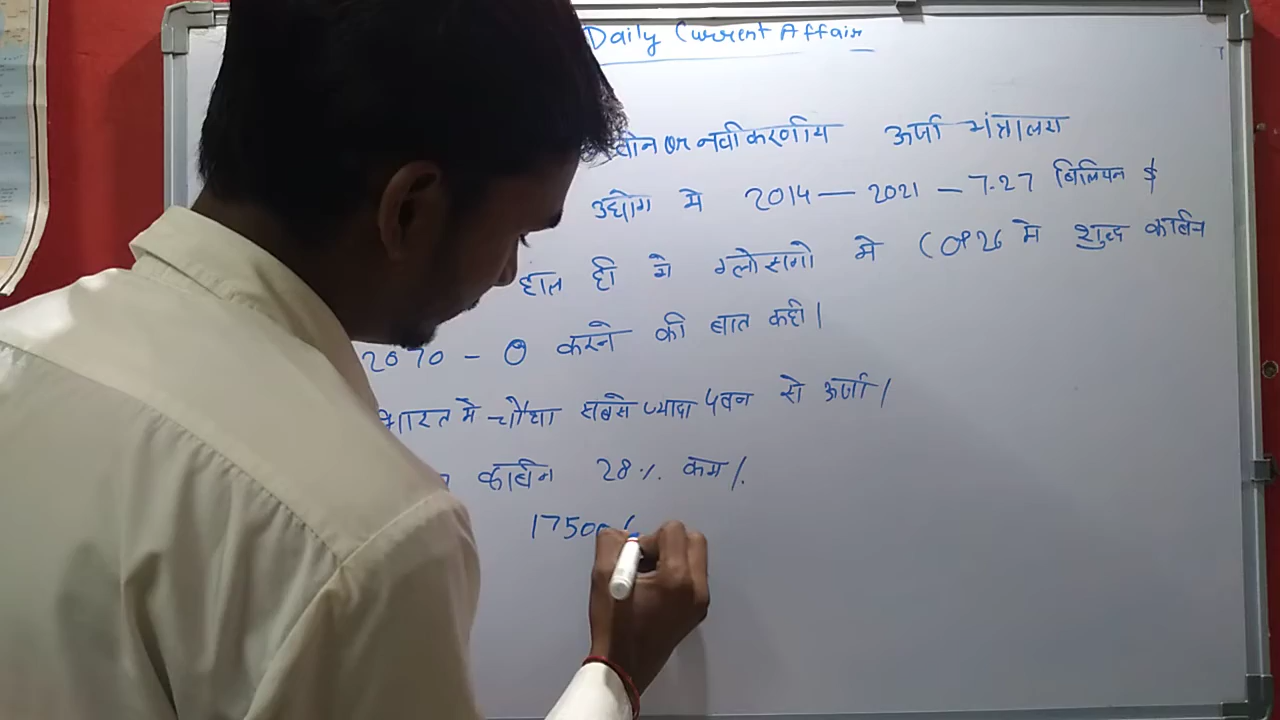 Daily Current Affair
or नवीकरणीय ऊर्जा मंत्रालय
उद्योग मे 2014 — 2021 – 7.27 बिलियन $
हाल ही मे ग्लोसगो मे COP26 मे शुद्ध कार्बन
2070 - 0 करने की बात कही।
भारत मे चौथा सबसे ज्यादा पवन से ऊर्जा।
कार्बन 28%. कम।.